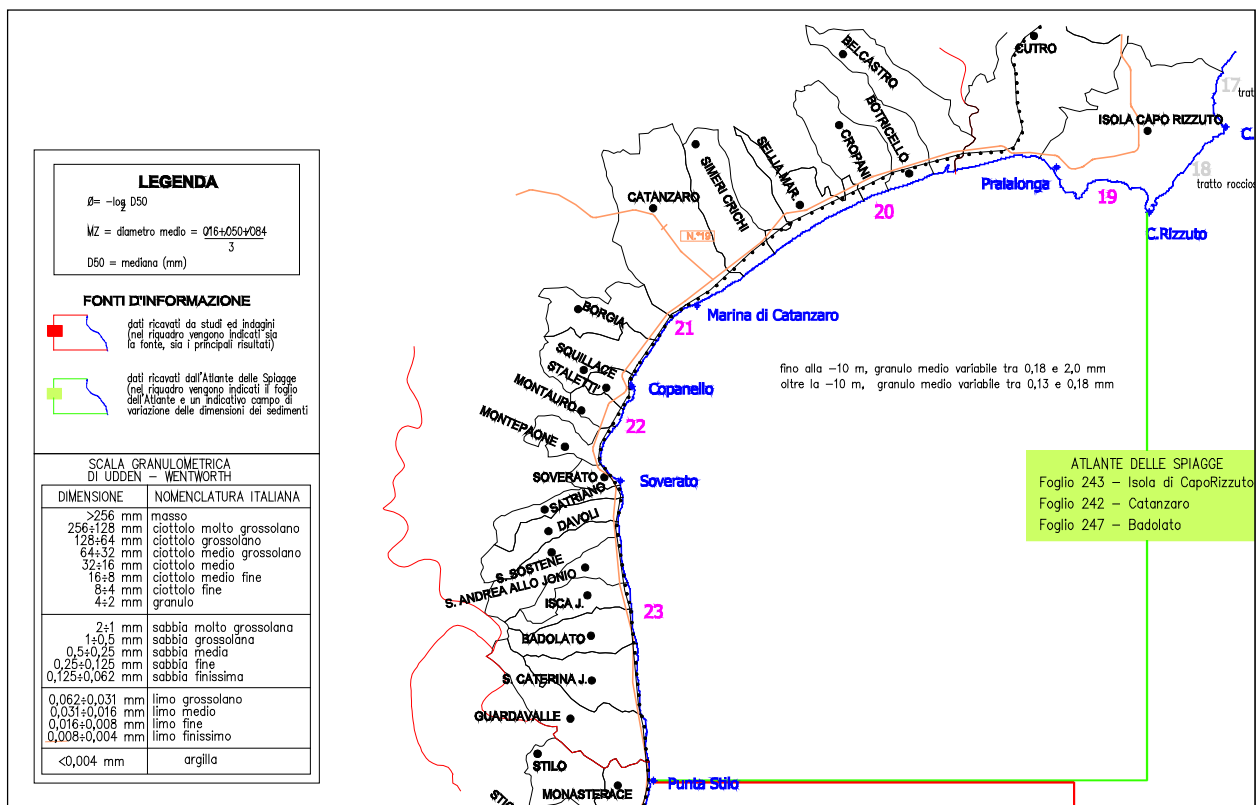 LEGENDA
Ø= -log2 D50
MZ = diametro medio = Ø16+Ø50+Ø84
3
D50 = mediana (mm)
FONTI D'INFORMAZIONE
dati ricavati da studi ed indagini
(nel riquadro vengono indicati sia
la fonte, sia i principali risultati)
dati ricavati dall'Atlante delle Spiagge
(nel riquadro vengono indicati il foglio
dell'Atlante e un indicativo campo di
variazione delle dimensioni dei sedimenti
SCALA GRANULOMETRICA
DI UDDEN – WENTWORTH
DIMENSIONE NOMENCLATURA ITALIANA
>256 mm masso
256÷128 mm ciottolo molto grossolano
128÷64 mm ciottolo grossolano
64÷32 mm ciottolo medio grossolano
32÷16 mm ciottolo medio
16÷8 mm ciottolo medio fine
8÷4 mm ciottolo fine
4÷2 mm granulo
2÷1 mm sabbia molto grossolana
1÷0,5 mm sabbia grossolana
0,5÷0,25 mm sabbia media
0,25÷0,125 mm sabbia fine
0,125÷0,062 mm sabbia finissima
0,062÷0,031 mm limo grossolano
0,031÷0,016 mm limo medio
0,016÷0,008 mm limo fine
0,008÷0,004 mm limo finissimo
<0,004 mm argilla
CUTRO
BELCASTRO
BOTRICELLO
CROPANI
SELLIA MAR.
SIMERI CRICHI
CATANZARO
N.°19
ISOLA CAPO RIZZUTO
17
trat
C.
18
tratto roccios
Praialonga
19
20
C.Rizzuto
Marina di Catanzaro
21
BORGIA
SQUILLACE
STALETTI'
MONTAURO
MONTEPAONE
Copanello
22
fino alla –10 m, granulo medio variabile tra 0,18 e 2,0 mm
oltre la –10 m, granulo medio variabile tra 0,13 e 0,18 mm
SOVERATO
Soverato
SATRIANO
DAVOLI
S. SOSTENE
S. ANDREA ALLO JONIO
ISCA J.
23
BADOLATO
S. CATERINA J.
GUARDAVALLE
STILO
MONASTERACE
Punta Stilo
ATLANTE DELLE SPIAGGE
Foglio 243 – Isola di CapoRizzuto
Foglio 242 – Catanzaro
Foglio 247 – Badolato